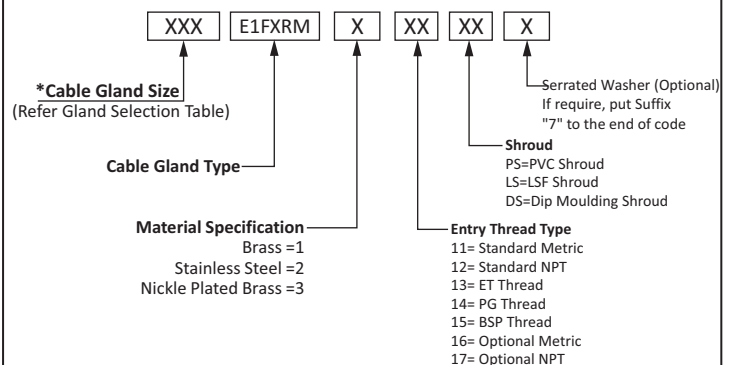 XXX E1FXRM X XX XX X
*Cable Gland Size
(Refer Gland Selection Table)
Cable Gland Type
Material Specification
Brass =1
Stainless Steel =2
Nickle Plated Brass =3
Serrated Washer (Optional)
If require, put Suffix
"7" to the end of code
Shroud
PS=PVC Shroud
LS=LSF Shroud
DS=Dip Moulding Shroud
Entry Thread Type
11= Standard Metric
12= Standard NPT
13= ET Thread
14= PG Thread
15= BSP Thread
16= Optional Metric
17= Optional NPT